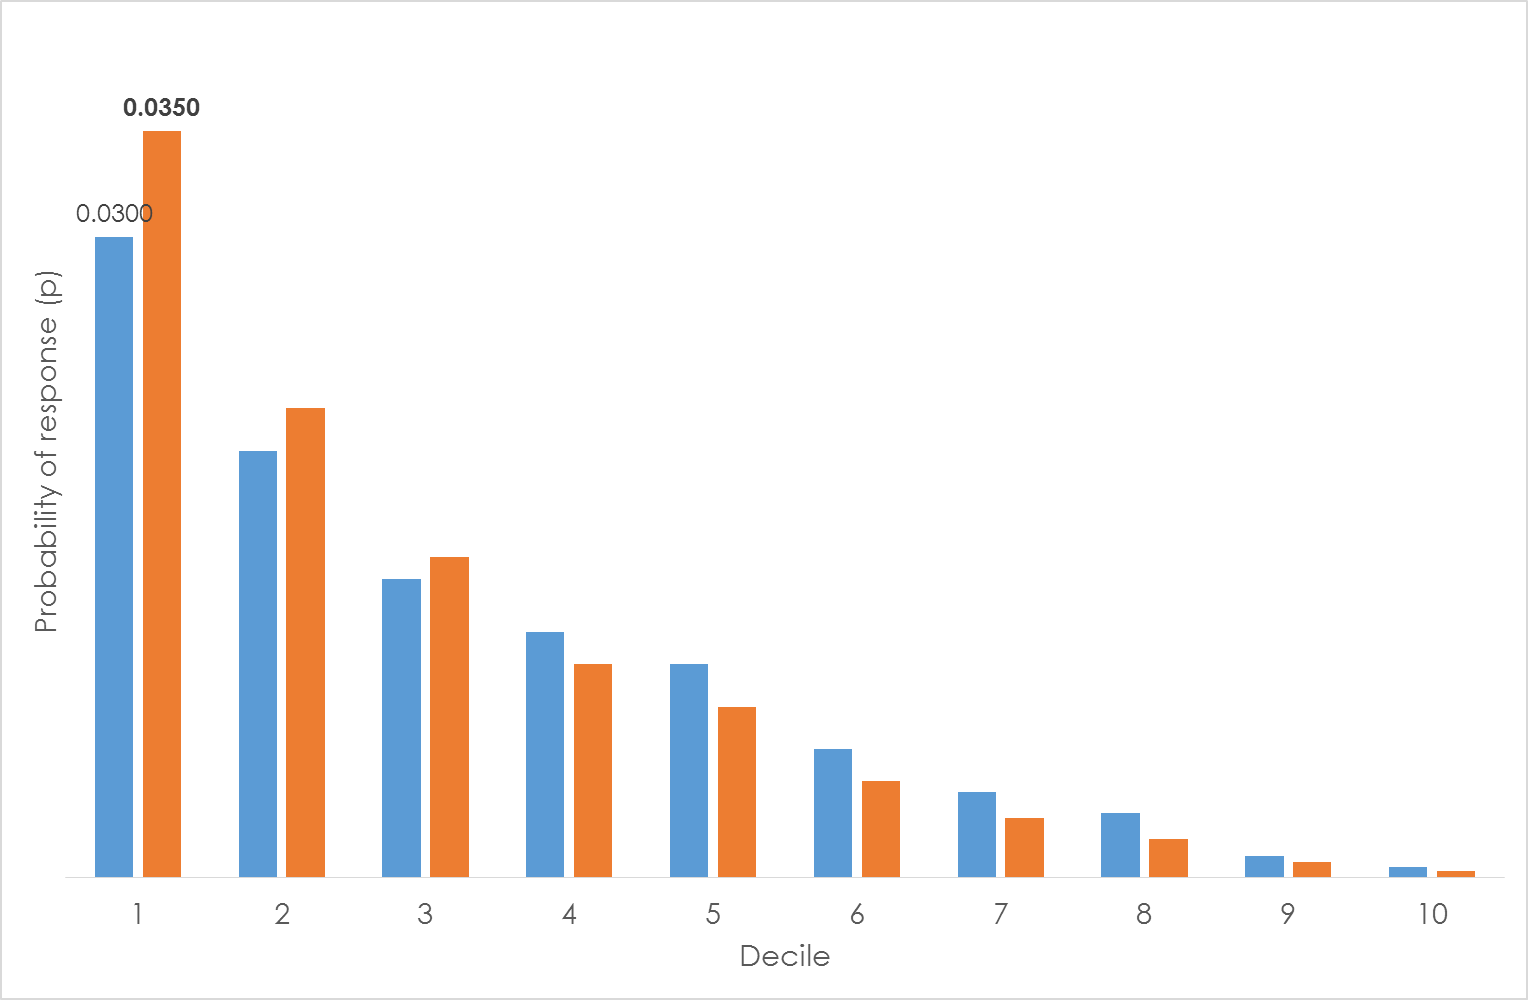 0.0350
0.0300
Probability of response (p)
1 2 3 4 5 6 7 8 9 10
Decile